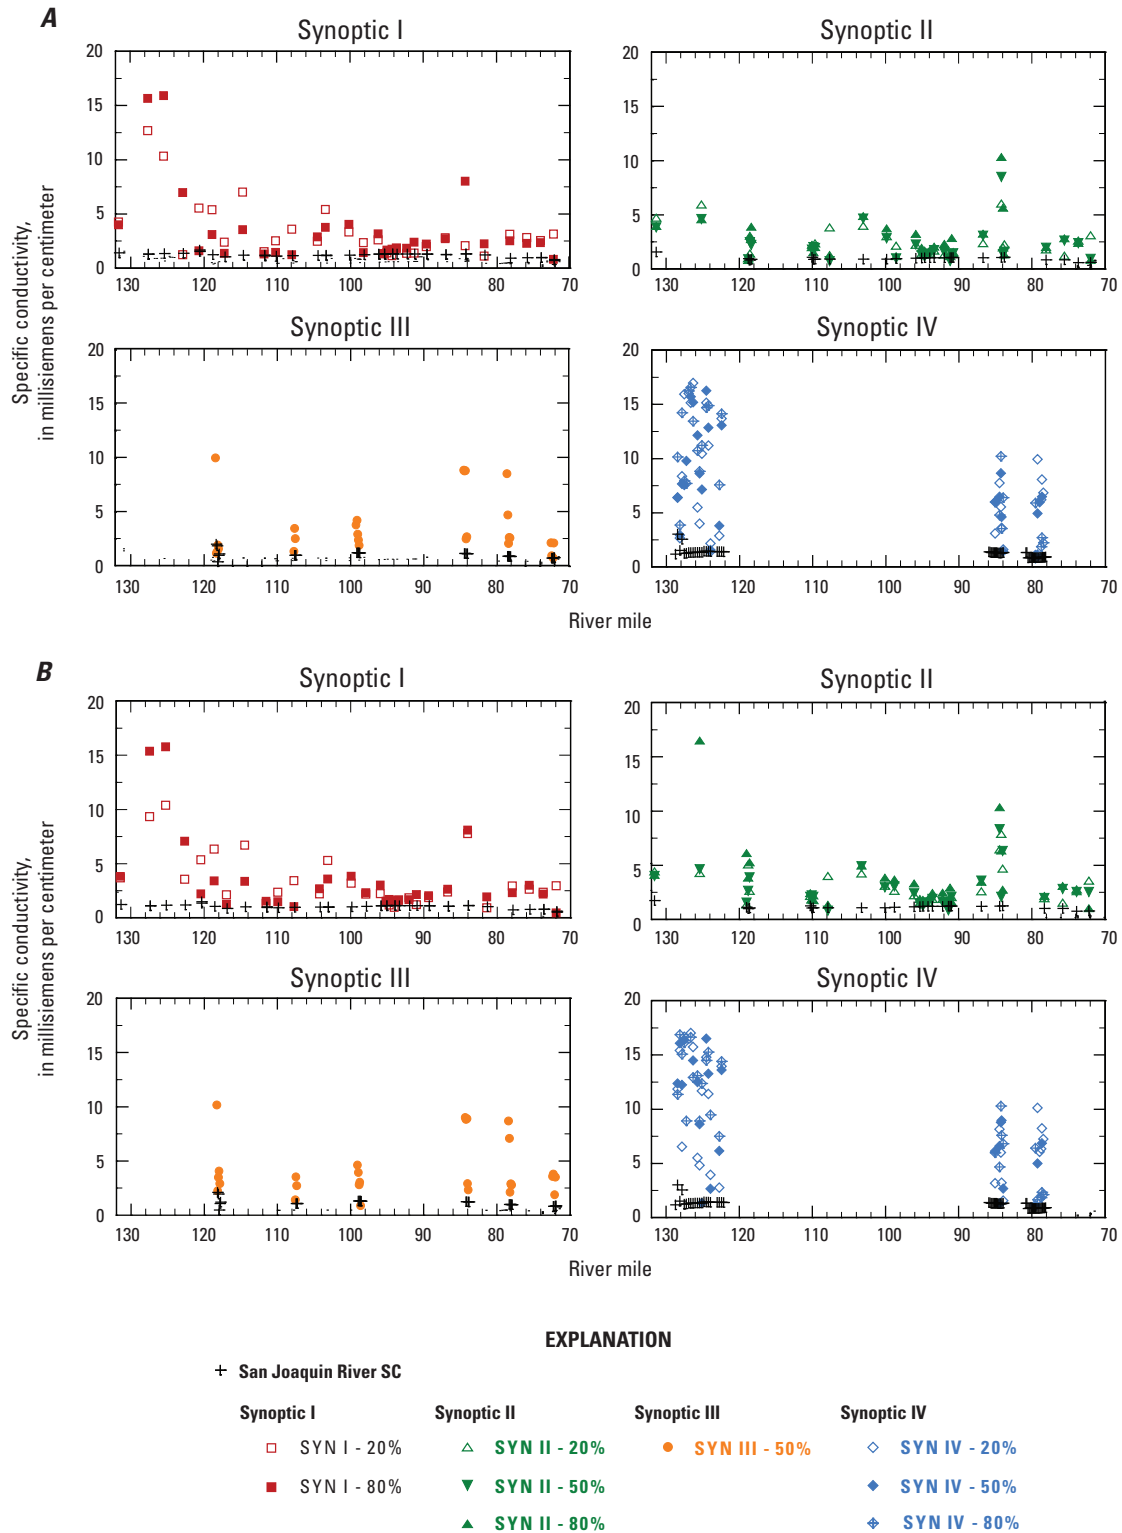 A
Synoptic I
Synoptic II
20
15
10
5
0
130 120 110 100 90 80 70
20
15
10
5
0
130 120 110 100 90 80 70
Synoptic III
Synoptic IV
20
15
10
5
0
130 120 110 100 90 80 70
20
15
10
5
0
130 120 110 100 90 80 70
Specific conductivity,
in millisiemens per centimeter
River mile
B
Synoptic I
Synoptic II
20
15
10
5
0
130 120 110 100 90 80 70
20
15
10
5
0
130 120 110 100 90 80 70
Synoptic III
Synoptic IV
20
15
10
5
0
130 120 110 100 90 80 70
20
15
10
5
0
130 120 110 100 90 80 70
Specific conductivity,
in millisiemens per centimeter
River mile
EXPLANATION
San Joaquin River SC
Synoptic I
SYN I - 20%
SYN I - 80%
Synoptic II
SYN II - 20%
SYN II - 50%
SYN II - 80%
Synoptic III
SYN III - 50%
Synoptic IV
SYN IV - 20%
SYN IV - 50%
SYN IV - 80%